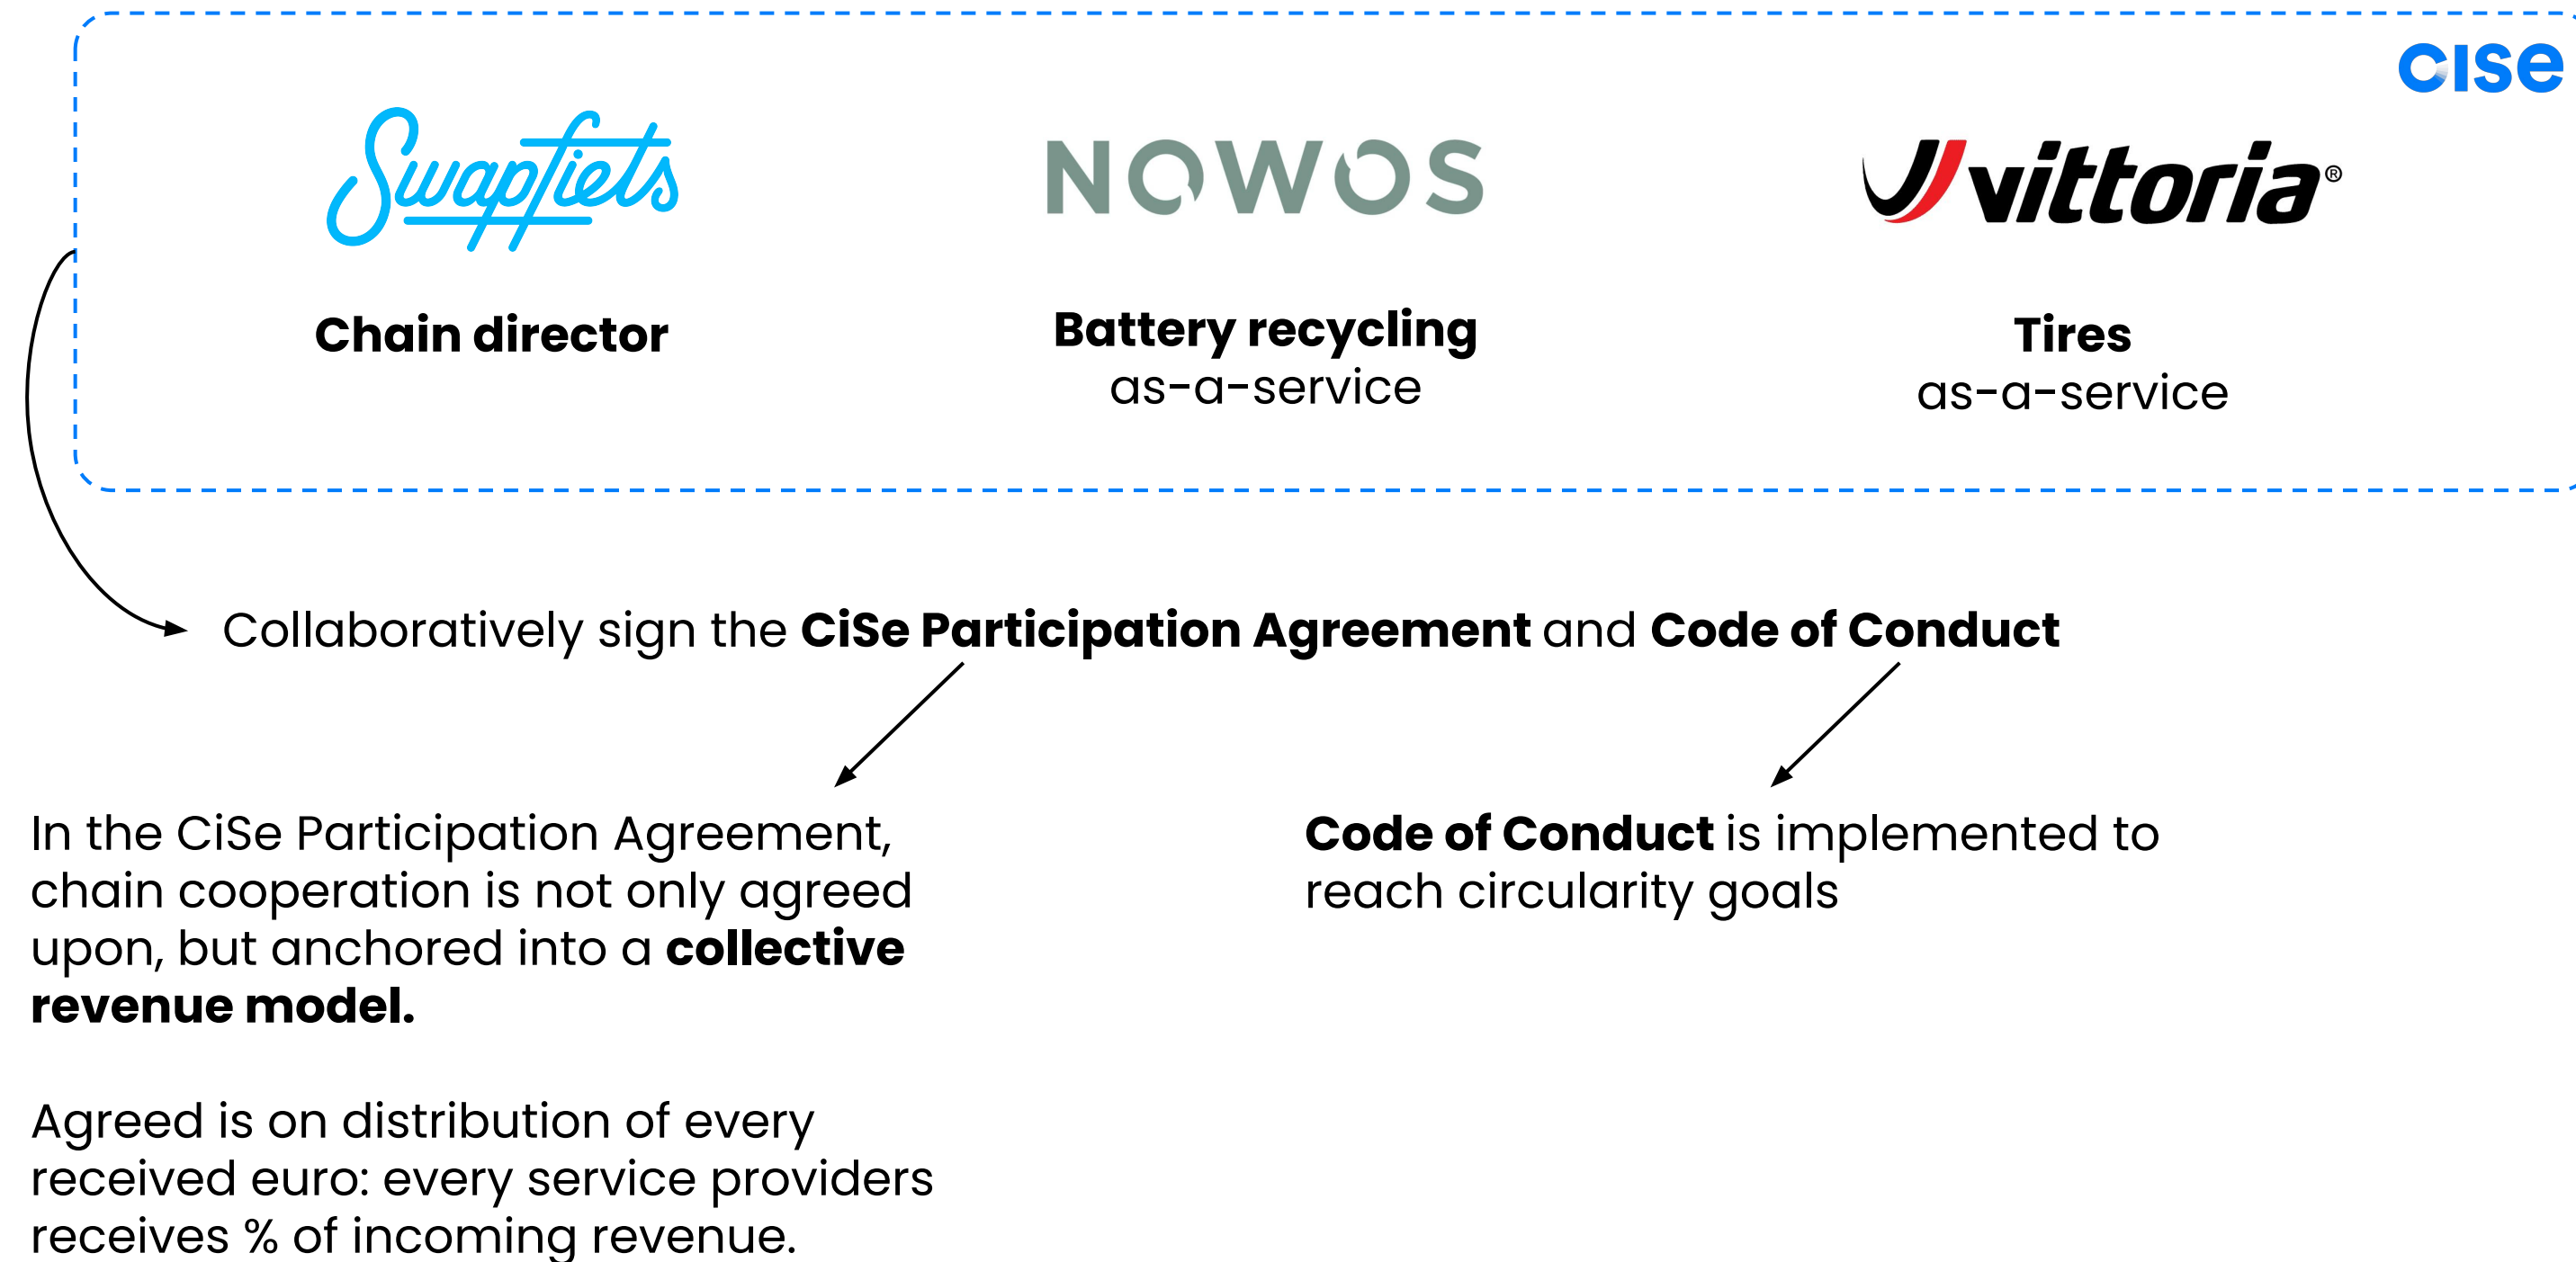 cıse
Swapfiets
NOWOS
vittoria®
Chain director
Battery recycling
as-a-service
Tires
as-a-service
Collaboratively sign the CiSe Participation Agreement and Code of Conduct
In the CiSe Participation Agreement,
chain cooperation is not only agreed
upon, but anchored into a collective
revenue model.
Agreed is on distribution of every
received euro: every service providers
receives % of incoming revenue.
Code of Conduct is implemented to
reach circularity goals